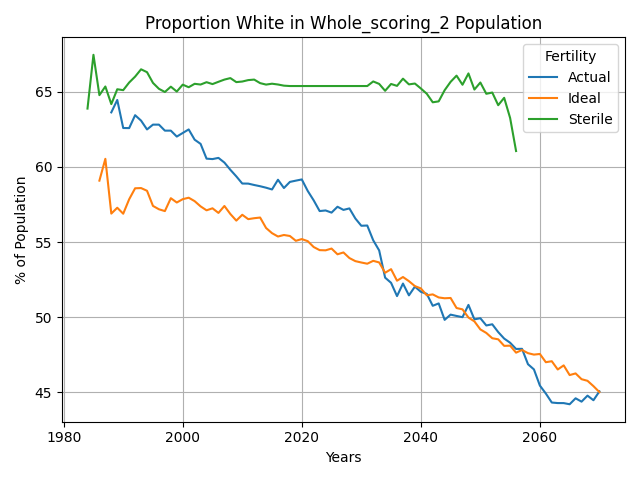 Proportion White in Whole_scoring_2 Population
% of Population
65
60
55
50
45
Fertility
Actual
Ideal
Sterile
1980
2000
2020
2040
2060
Years